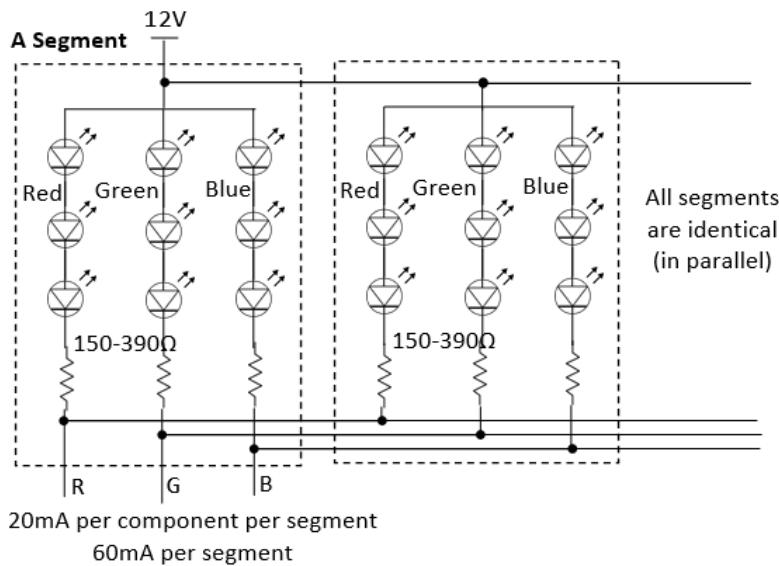 12V
A Segment
Red
Green
Blue
Red
Green
Blue
All segments
are identical
(in parallel)
150-390Ω
150-390Ω
R
G
B
20mA per component per segment
60mA per segment